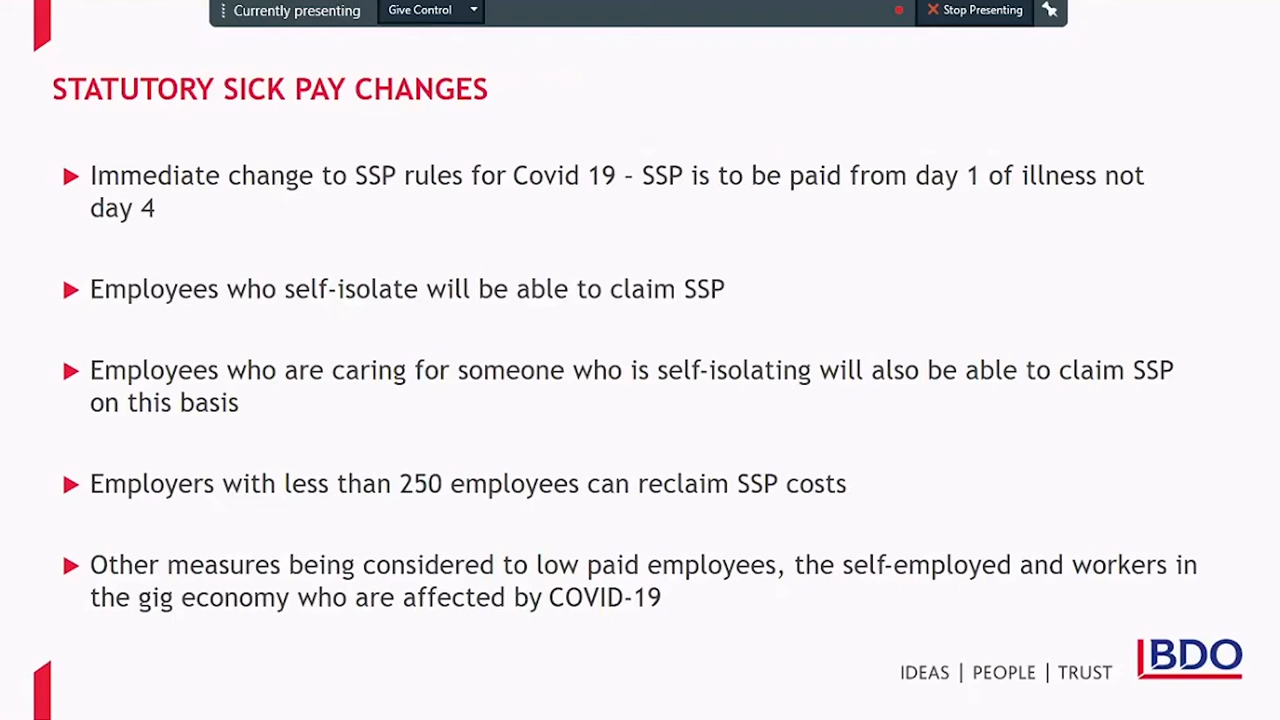 Currently presenting
Give Control
Stop Presenting
STATUTORY SICK PAY CHANGES
Immediate change to SSP rules for Covid 19 - SSP is to be paid from day 1 of illness not
day 4
Employees who self-isolate will be able to claim SSP
Employees who are caring for someone who is self-isolating will also be able to claim SSP
on this basis
Employers with less than 250 employees can reclaim SSP costs
Other measures being considered to low paid employees, the self-employed and workers in
the gig economy who are affected by COVID-19
IDEAS | PEOPLE | TRUST
BDO